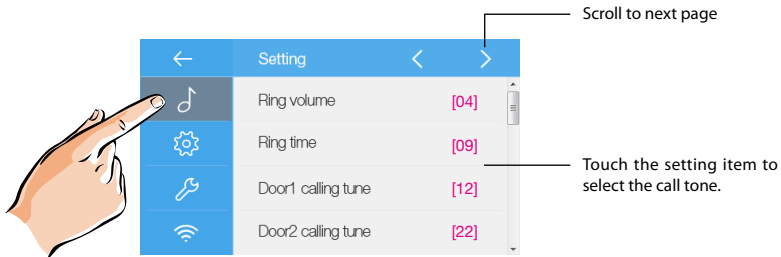 Scroll to next page
Setting
Ring volume [04]
Ring time [09]
Door1 calling tune [12]
Door2 calling tune [22]
Touch the setting item to
select the call tone.